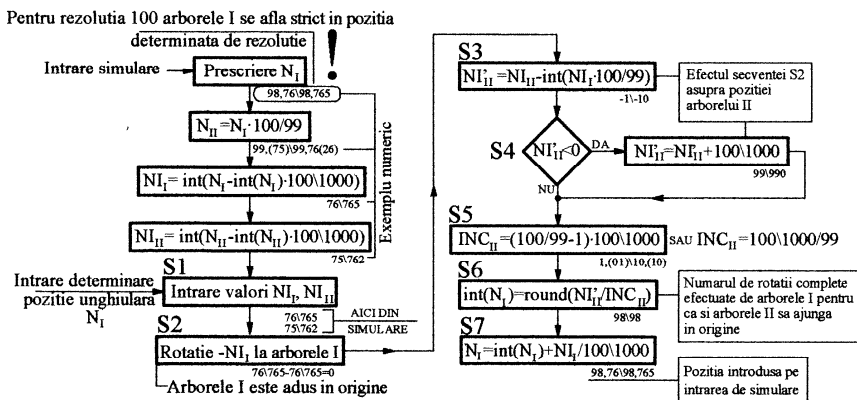 Pentru rezolutia 100 arborele I se afla strict in pozitia
determinata de rezolutie
!
Intrare simulare
Prescriere N_I
98,76\98,765
N_II=N_I·100/99
99,(75)\99,76(26)
NI_I= int(N_I-int(N_I)·100\1000)
76\765
NI_II= int(N_II-int(N_II)·100\1000)
75\762
Exemplu numeric
S1
Intrare determinare
pozitie unghiulara
N_I
Intrare valori NI_I, NI_II
76\765
75\762
AICI DIN
SIMULARE
S2
Rotatie -NI_I la arborele I
76\765-76\765=0
Arborele I este adus in origine
S3
NI'_II=NI_II-int(NI_I·100/99)
-1\-10
Efectul secventei S2
asupra pozitiei
arborelui II
S4
NI'_II<0
DA
NU
NI'_II=NI'_II+100\1000
99\990
S5
INC_II=(100/99-1)·100\1000
SAU INC_II=100\1000/99
1,(01)\10,(10)
S6
int(N_I)=round(NI'_II/INC_II)
98\98
Numarul de rotatii complete
efectuate de arborele I pentru
ca si arborele II sa ajunga
in origine
S7
N_I=int(N_I)+NI_I/100\1000
98,76\98,765
Pozitia introdusa pe
intrarea de simulare